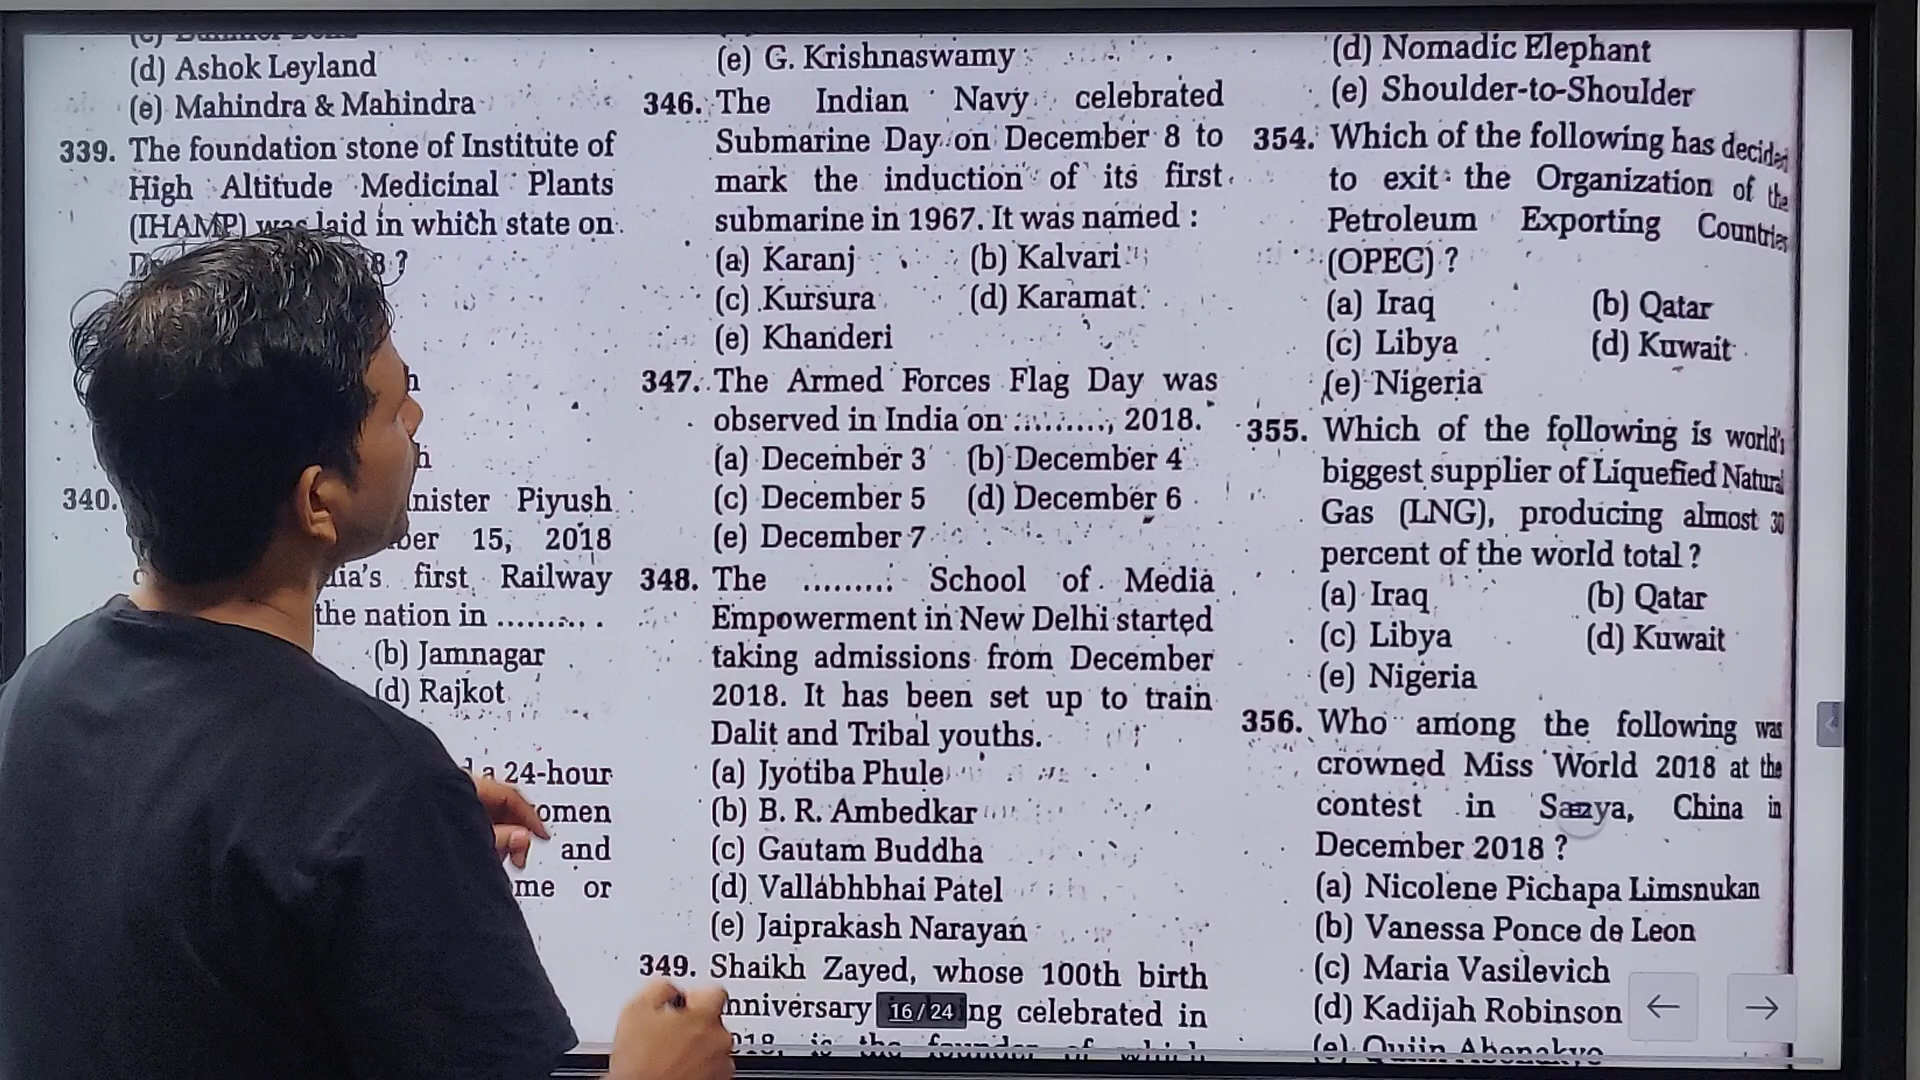 (d) Ashok Leyland
(e) Mahindra & Mahindra
339. The foundation stone of Institute of
High Altitude Medicinal Plants
(IHAMP) was laid in which state on
8 ?
340.
nister Piyush
ber 15, 2018
dia's first Railway
the nation in .......... .
(b) Jamnagar
(d) Rajkot
d a 24-hour
omen
and
me or
(e) G. Krishnaswamy
346. The Indian Navy celebrated
Submarine Day on December 8 to
mark the induction of its first
submarine in 1967. It was named :
(a) Karanj (b) Kalvari
(c) Kursura (d) Karamat
(e) Khanderi
347. The Armed Forces Flag Day was
observed in India on .........., 2018.
(a) December 3 (b) December 4
(c) December 5 (d) December 6
(e) December 7
348. The ......... School of Media
Empowerment in New Delhi started
taking admissions from December
2018. It has been set up to train
Dalit and Tribal youths.
(a) Jyotiba Phule
(b) B. R. Ambedkar
(c) Gautam Buddha
(d) Vallabhbhai Patel
(e) Jaiprakash Narayan
349. Shaikh Zayed, whose 100th birth
nniversary ng celebrated in
16/24
018, is the founder of which
(d) Nomadic Elephant
(e) Shoulder-to-Shoulder
354. Which of the following has decided
to exit the Organization of the
Petroleum Exporting Countries
(OPEC) ?
(a) Iraq (b) Qatar
(c) Libya (d) Kuwait
(e) Nigeria
355. Which of the following is world's
biggest supplier of Liquefied Natural
Gas (LNG), producing almost 30
percent of the world total ?
(a) Iraq (b) Qatar
(c) Libya (d) Kuwait
(e) Nigeria
356. Who among the following was
crowned Miss World 2018 at the
contest in Sanya, China in
December 2018 ?
(a) Nicolene Pichapa Limsnukan
(b) Vanessa Ponce de Leon
(c) Maria Vasilevich
(d) Kadijah Robinson
(e) Quiin Abenakyo